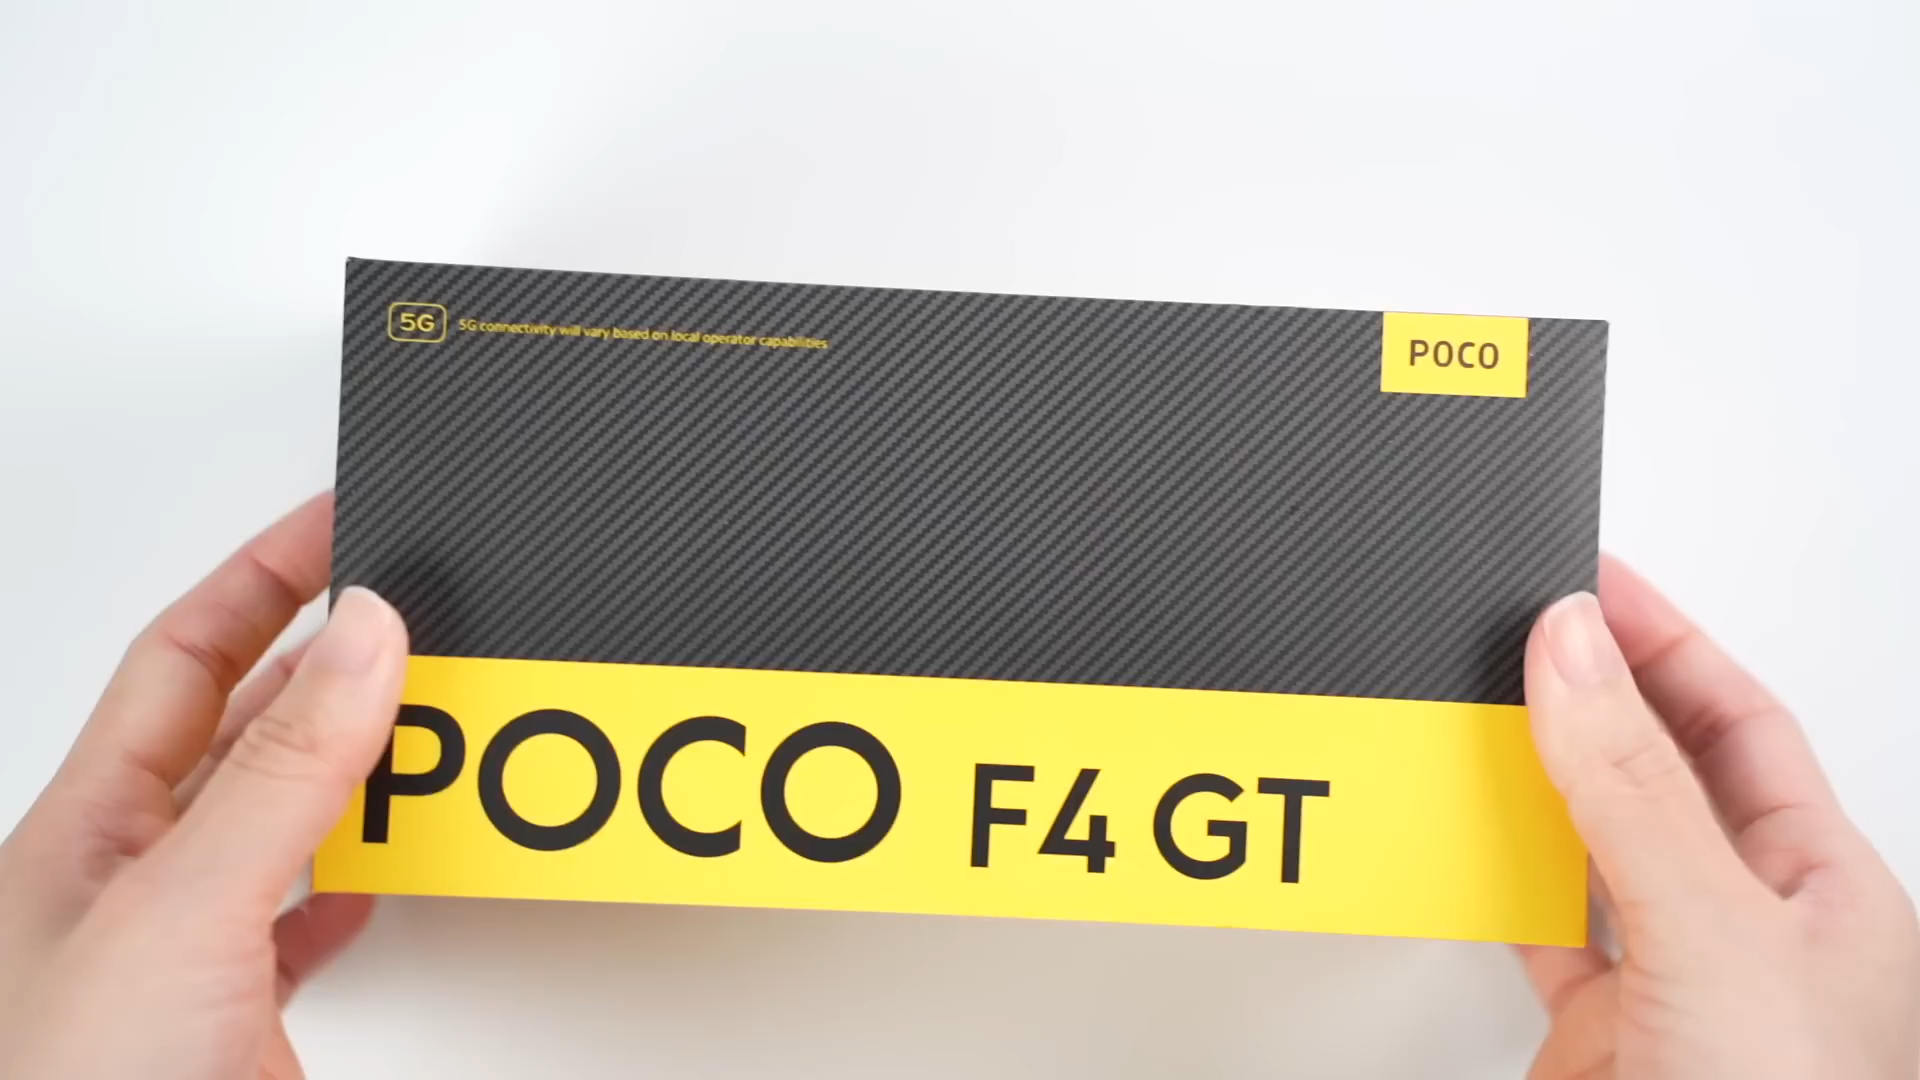 5G 5G connectivity will vary based on local operator capabilities
POCO
POCO F4 GT